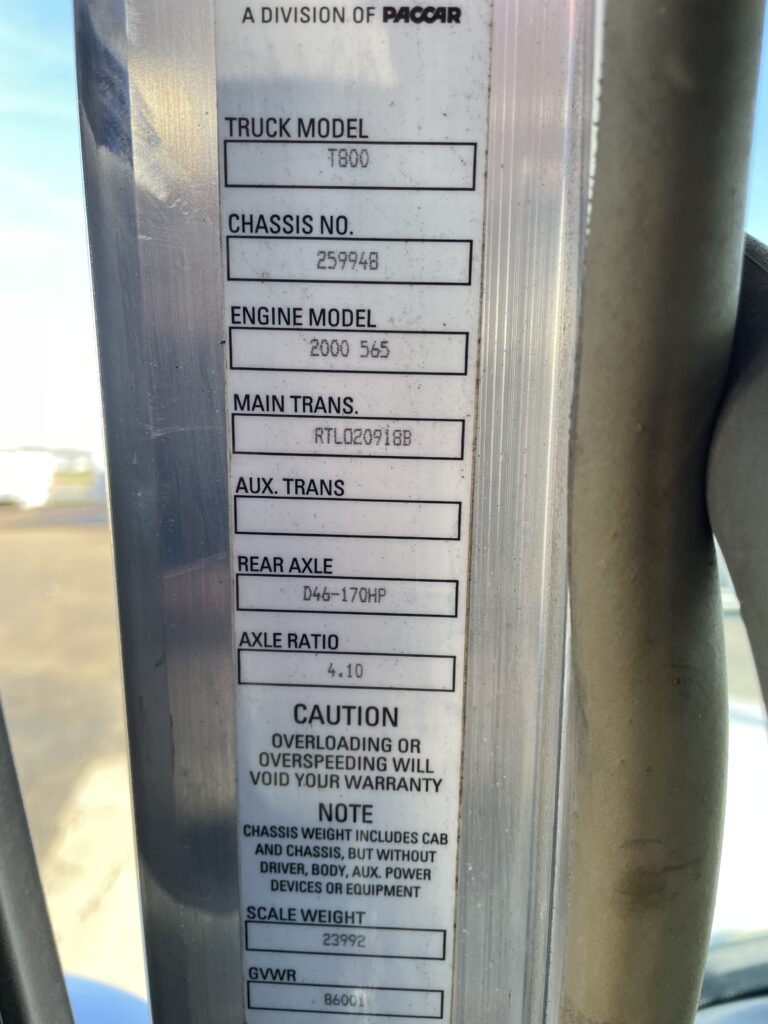 A DIVISION OF PACCAR
TRUCK MODEL
T800
CHASSIS NO.
259948
ENGINE MODEL
2000 565
MAIN TRANS.
RTLO20918B
AUX. TRANS
REAR AXLE
D46-170HP
AXLE RATIO
4.10
CAUTION
OVERLOADING OR
OVERSPEEDING WILL
VOID YOUR WARRANTY
NOTE
CHASSIS WEIGHT INCLUDES CAB
AND CHASSIS, BUT WITHOUT
DRIVER, BODY, AUX. POWER
DEVICES OR EQUIPMENT
SCALE WEIGHT
23992
GVWR
86001